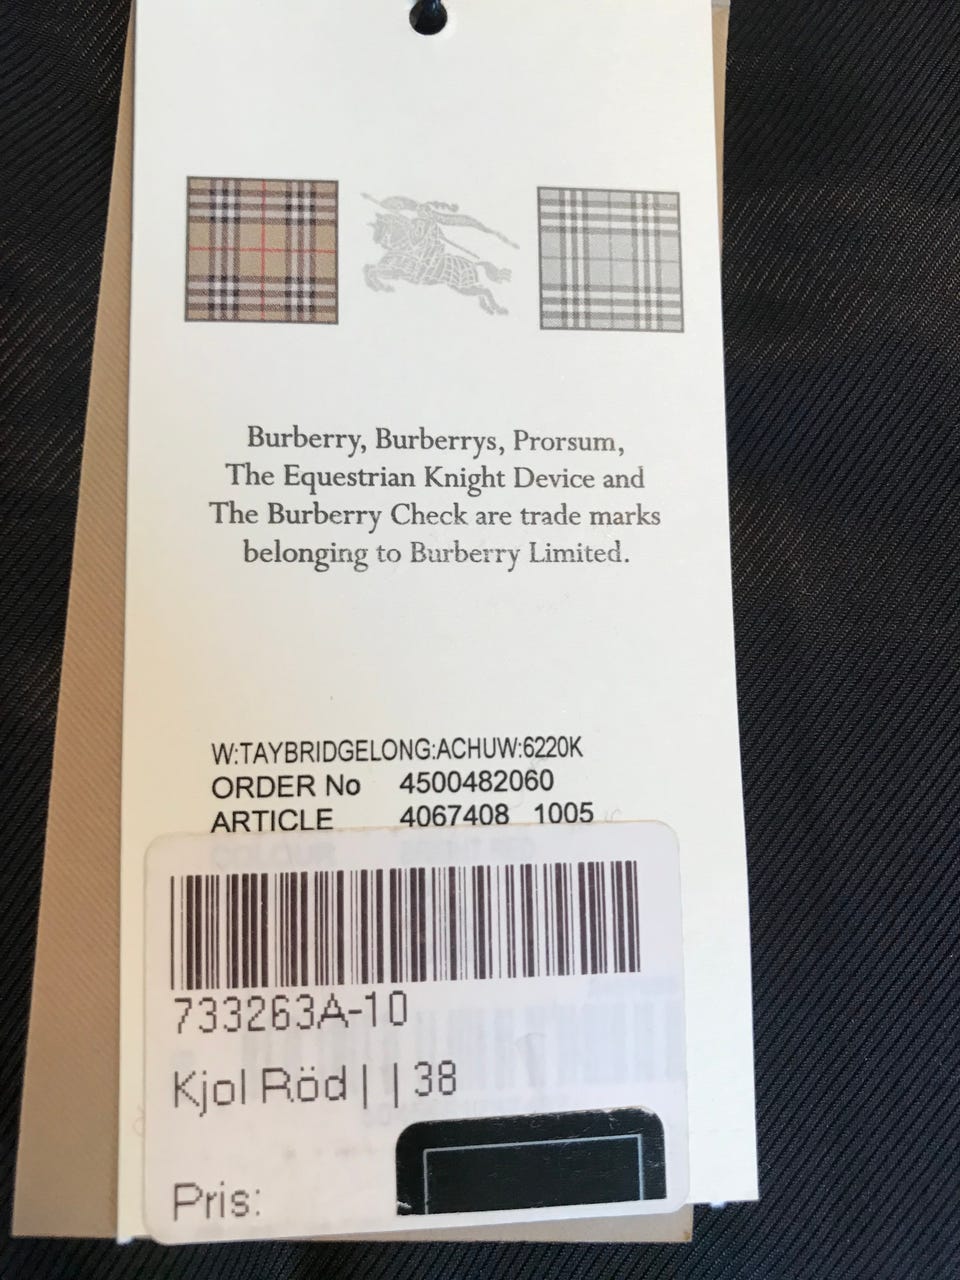 Burberry, Burberrys, Prorsum,
The Equestrian Knight Device and
The Burberry Check are trade marks
belonging to Burberry Limited.
W:TAYBRIDGELONG:ACHUW:6220K
ORDER No 4500482060
ARTICLE 4067408 1005
COLOUR
733263A-10
Kjol Röd | | 38
Pris: